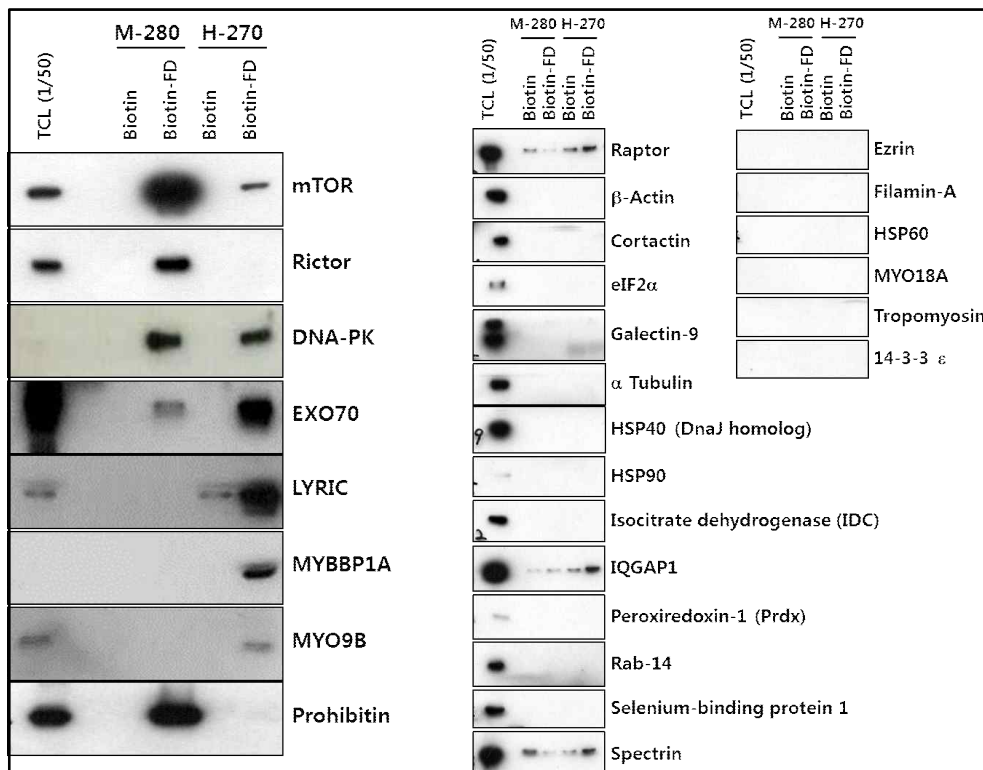 M-280 H-270
TCL (1/50)
Biotin
Biotin-FD
Biotin
Biotin-FD
mTOR
Rictor
DNA-PK
EXO70
LYRIC
MYBBP1A
MYO9B
Prohibitin
M-280 H-270
TCL (1/50)
Biotin
Biotin-FD
Biotin
Biotin-FD
Raptor
β-Actin
Cortactin
eIF2α
Galectin-9
α Tubulin
9
HSP40 (DnaJ homolog)
HSP90
2
Isocitrate dehydrogenase (IDC)
IQGAP1
Peroxiredoxin-1 (Prdx)
Rab-14
Selenium-binding protein 1
Spectrin
M-280 H-270
TCL (1/50)
Biotin
Biotin-FD
Biotin
Biotin-FD
Ezrin
Filamin-A
HSP60
MYO18A
Tropomyosin
14-3-3 ε